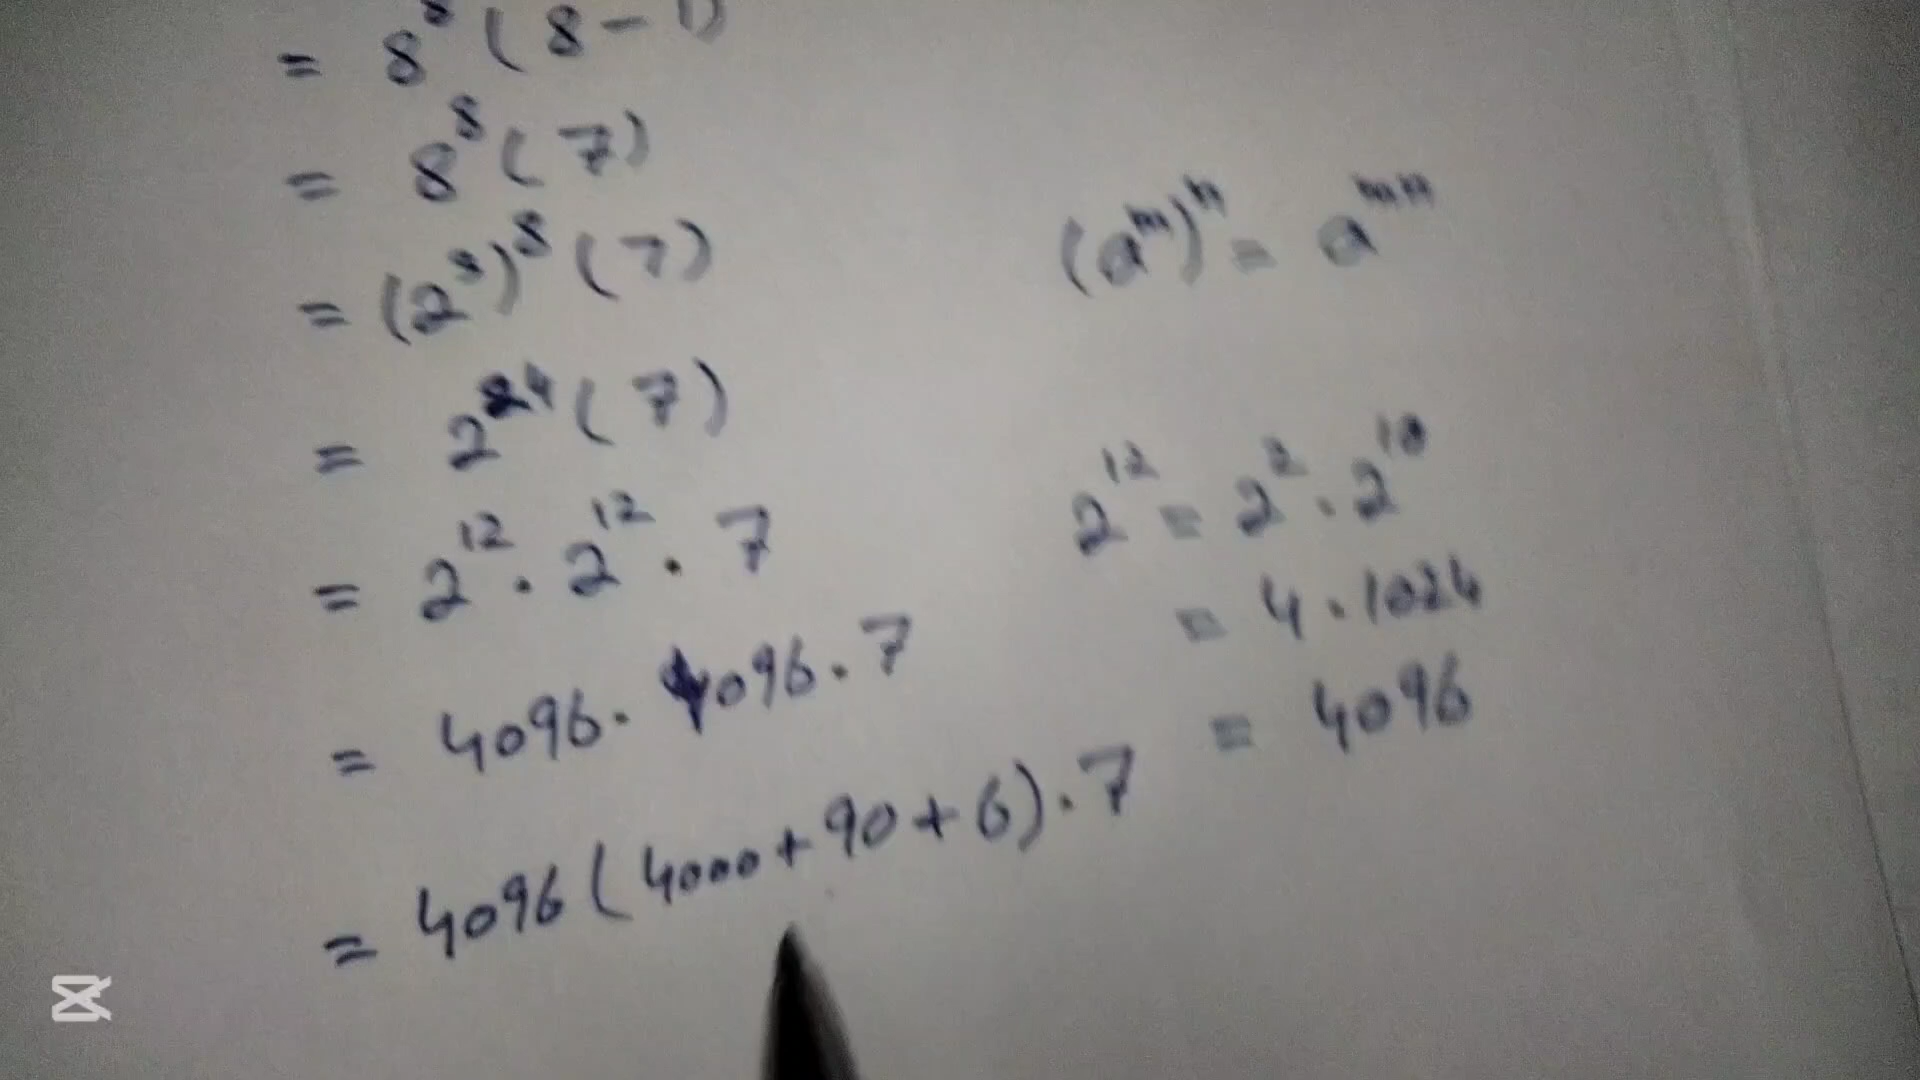 = 8⁸ ( 8 - 1)
= 8⁸ ( 7 )
= (2³)⁸ ( 7 )
= 2²⁴ ( 7 )
= 2¹² . 2¹² . 7
= 4096 . 4096 . 7
= 4096 ( 4000 + 90 + 6 ) . 7
(aᵐ)ⁿ = aᵐⁿ
2¹² = 2² . 2¹⁰
= 4 . 1024
= 4096